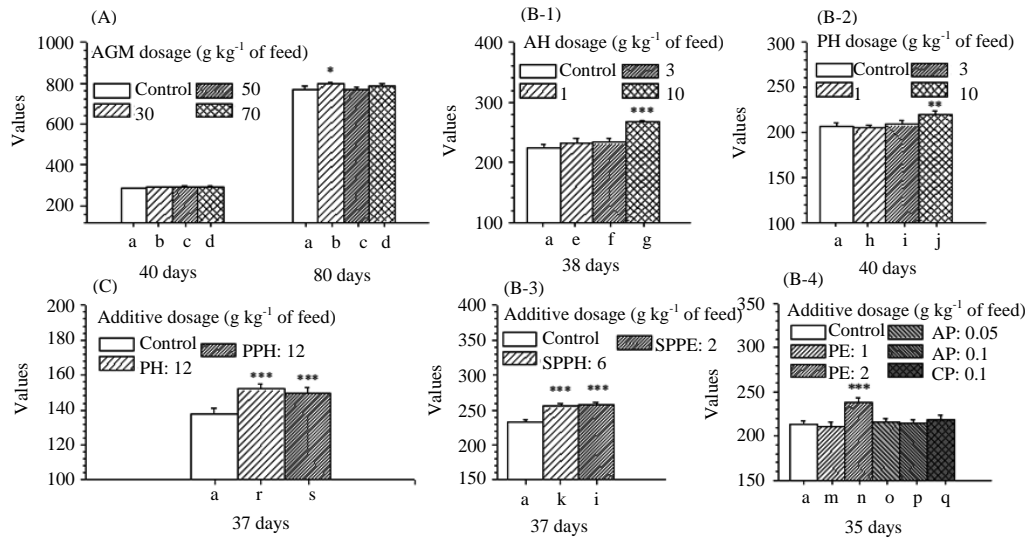 (A)
AGM dosage (g kg⁻¹ of feed)
Control 50
30 70
Values
1000
800
600
400
200
*
a b c d a b c d
40 days 80 days
(B-1)
AH dosage (g kg⁻¹ of feed)
Control 3
1 10
Values
400
300
200
100
***
a e f g
38 days
(B-2)
PH dosage (g kg⁻¹ of feed)
Control 3
1 10
Values
400
350
300
250
200
150
100
**
a h i j
40 days
(C)
Additive dosage (g kg⁻¹ of feed)
Control PPH: 12
PH: 12
Values
200
180
160
140
120
100
*** ***
a r s
37 days
(B-3)
Additive dosage (g kg⁻¹ of feed)
Control SPPE: 2
SPPH: 6
Values
450
400
350
300
250
200
150
*** ***
a k i
37 days
(B-4)
Additive dosage (g kg⁻¹ of feed)
Control AP: 0.05
PE: 1 AP: 0.1
PE: 2 CP: 0.1
Values
350
300
250
200
150
***
a m n o p q
35 days